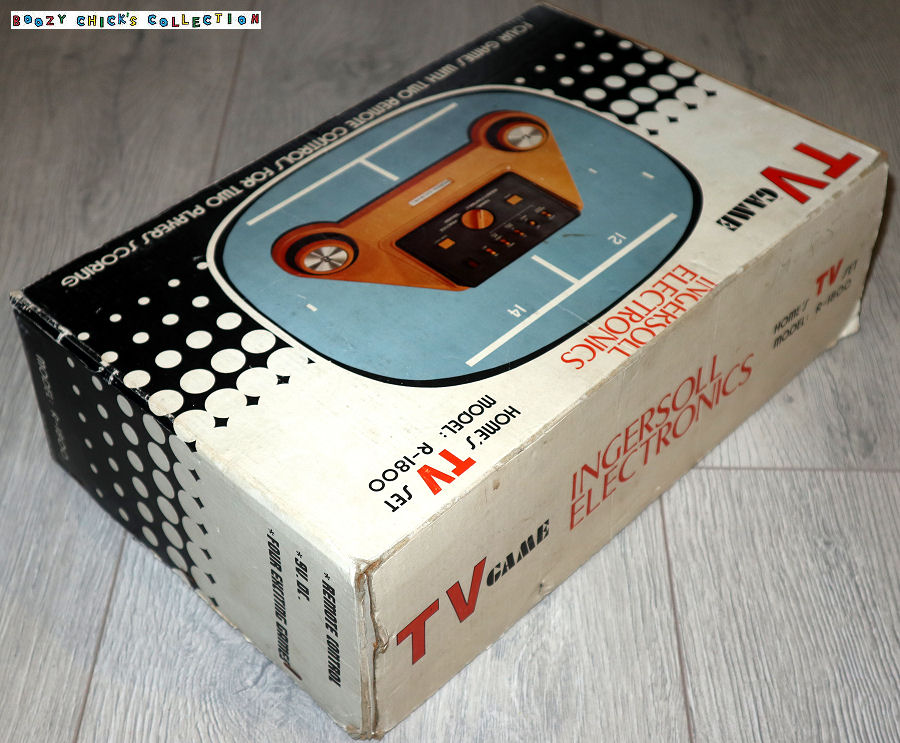 BOOZY CHICK'S COLLECTION
FOUR GAMES WITH TWO REMOTE CONTROLS FOR TWO PLAYERS SCORING
TV GAME
INGERSOLL
ELECTRONICS
12
14
HOME'S TV SET
MODEL: R-1800
TV GAME
INGERSOLL
ELECTRONICS
HOME'S TV SET
MODEL: R-1800
* REMOTE CONTROL
* 9V. DC.
* FOUR EXCITING GAMES
MODEL: R-1800